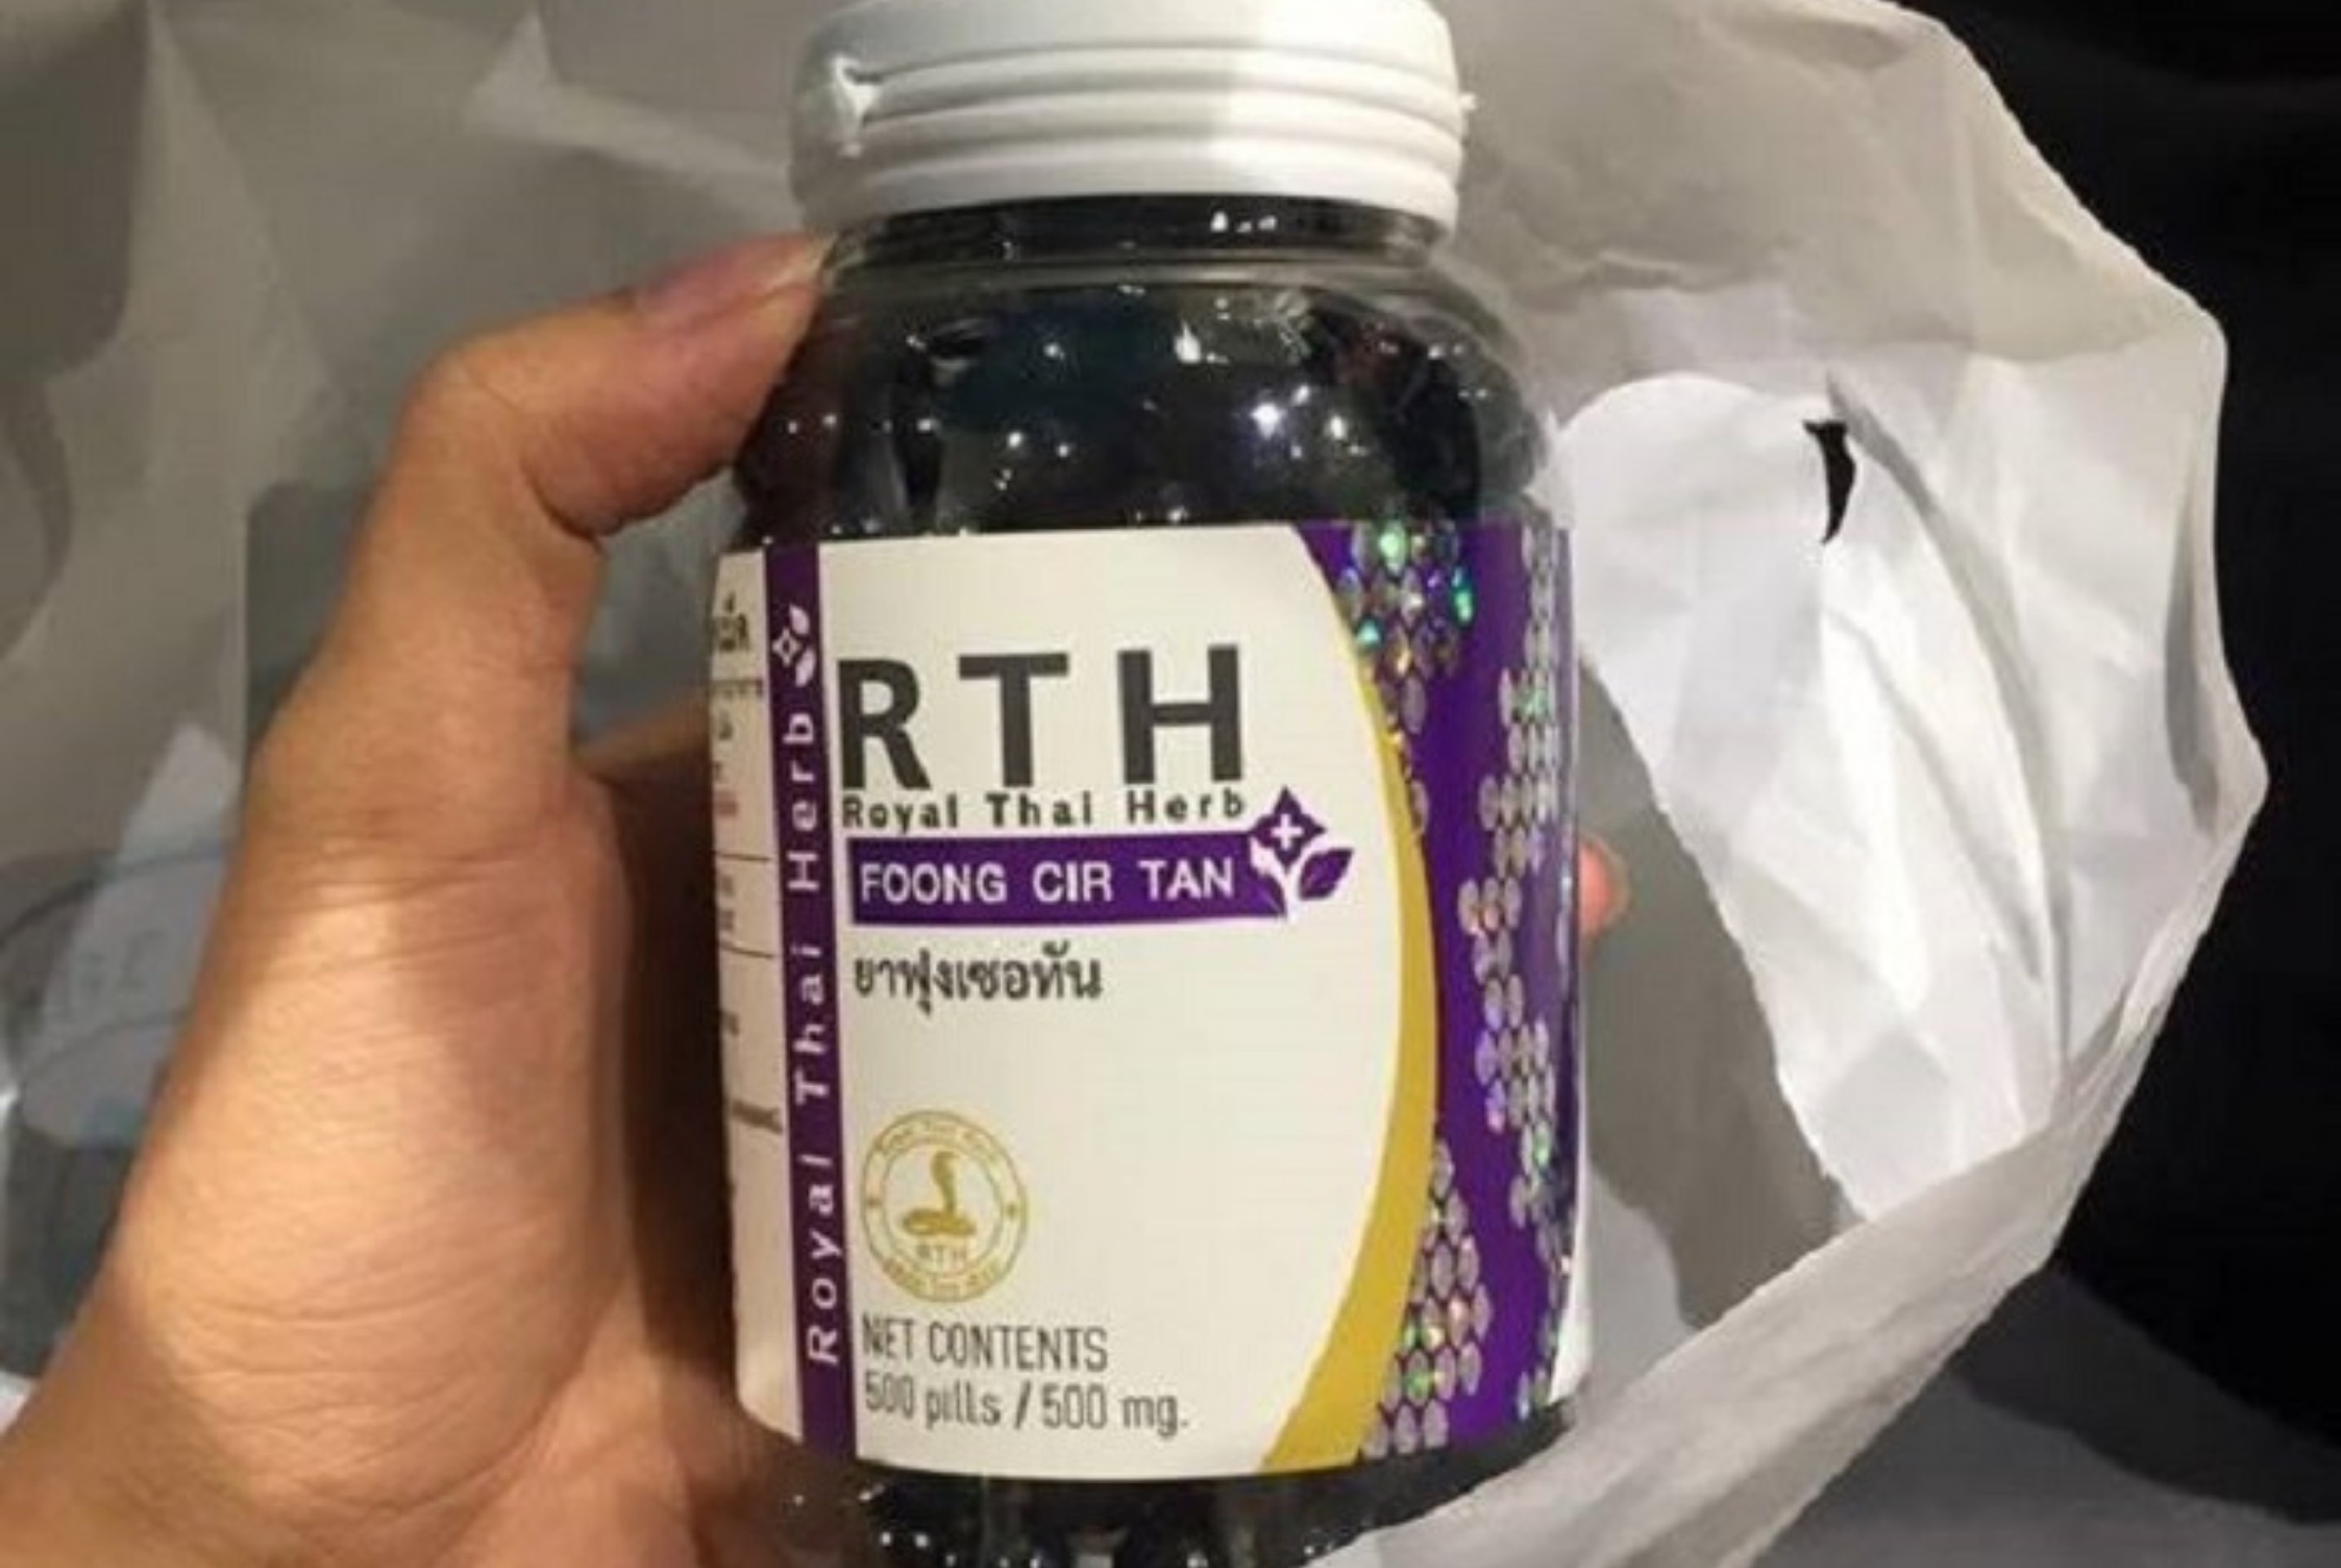 Royal Thai Herb
RTH
Royal Thai Herb
FOONG CIR TAN
ยาฟุงเซอทัน
RTH
NET CONTENTS
500 pills / 500 mg.